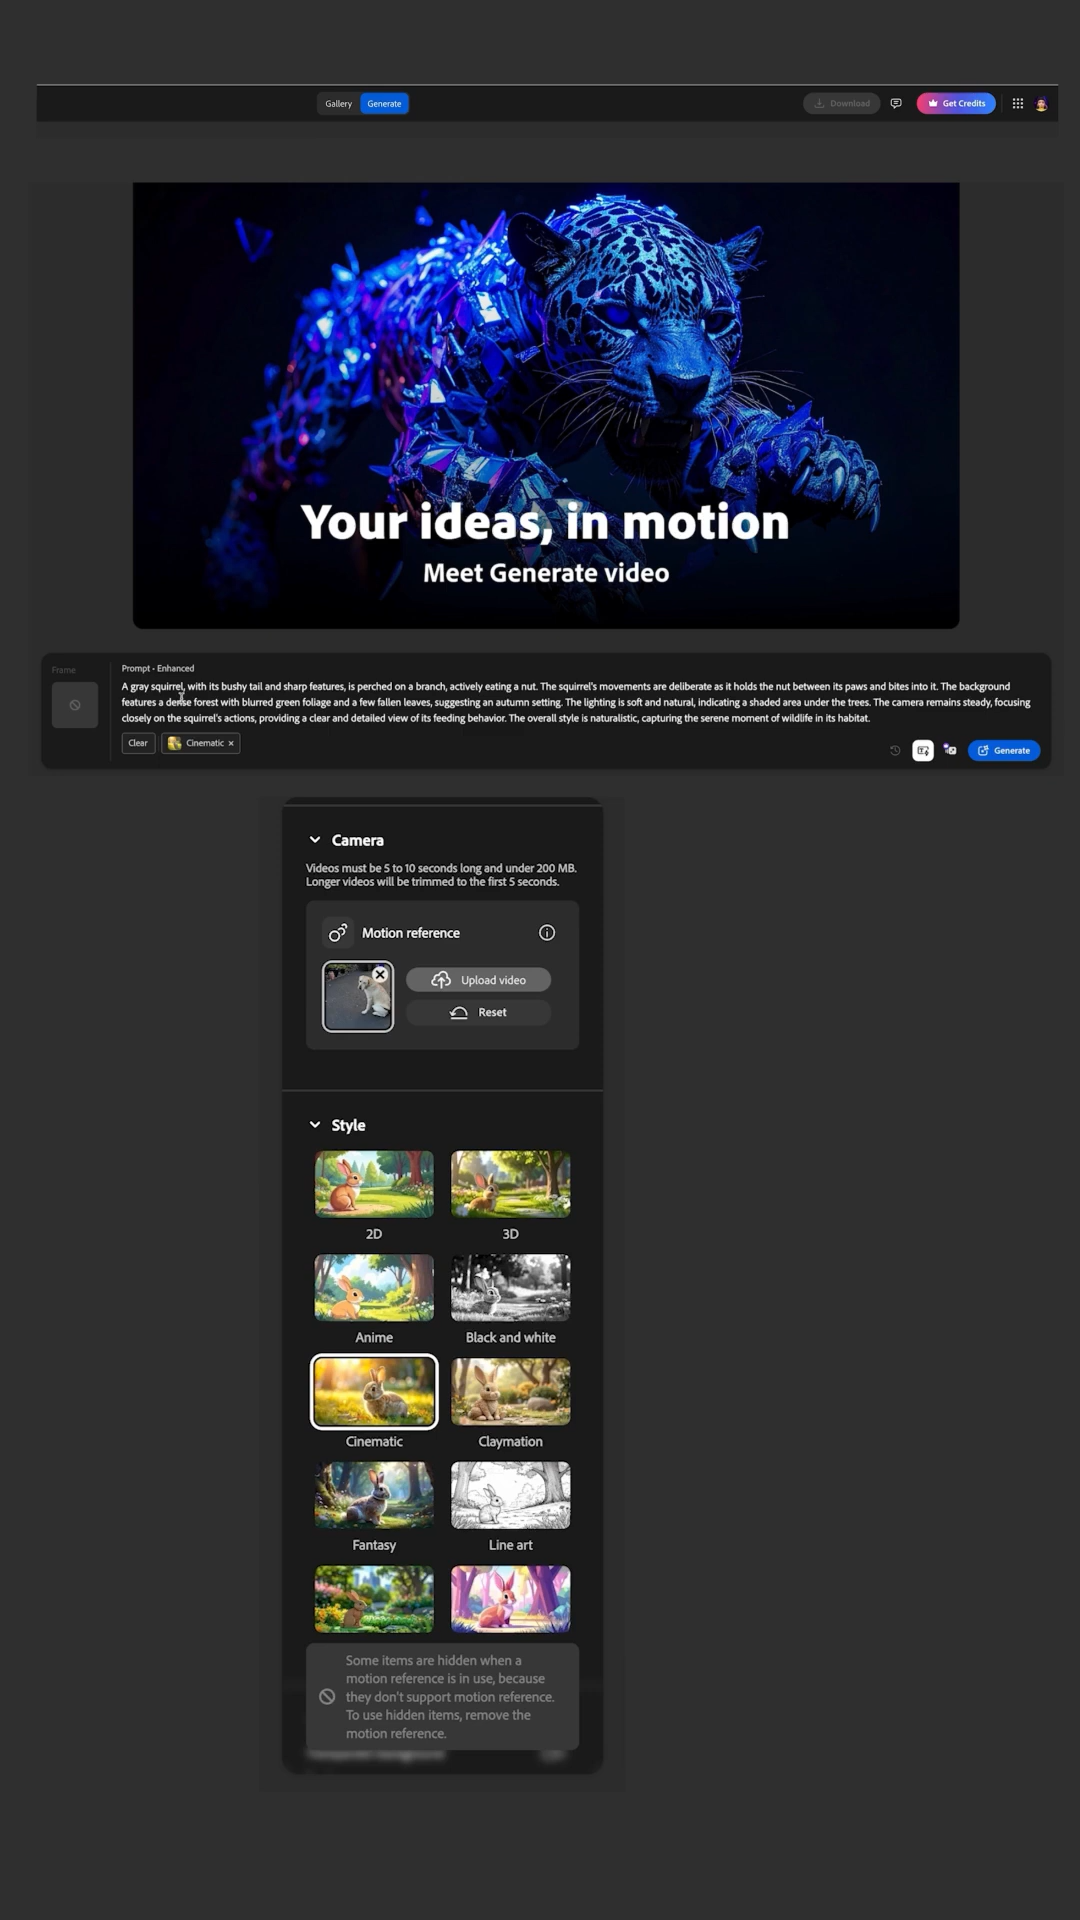 Gallery
Generate
Download
Get Credits
Your ideas, in motion
Meet Generate video
Frame
Prompt • Enhanced
A gray squirrel, with its bushy tail and sharp features, is perched on a branch, actively eating a nut. The squirrel's movements are deliberate as it holds the nut between its paws and bites into it. The background
features a dense forest with blurred green foliage and a few fallen leaves, suggesting an autumn setting. The lighting is soft and natural, indicating a shaded area under the trees. The camera remains steady, focusing
closely on the squirrel's actions, providing a clear and detailed view of its feeding behavior. The overall style is naturalistic, capturing the serene moment of wildlife in its habitat.
Clear
Cinematic
Generate
Camera
Videos must be 5 to 10 seconds long and under 200 MB.
Longer videos will be trimmed to the first 5 seconds.
Motion reference
Upload video
Reset
Style
2D
3D
Anime
Black and white
Cinematic
Claymation
Fantasy
Line art
Some items are hidden when a
motion reference is in use, because
they don't support motion reference.
To use hidden items, remove the
motion reference.